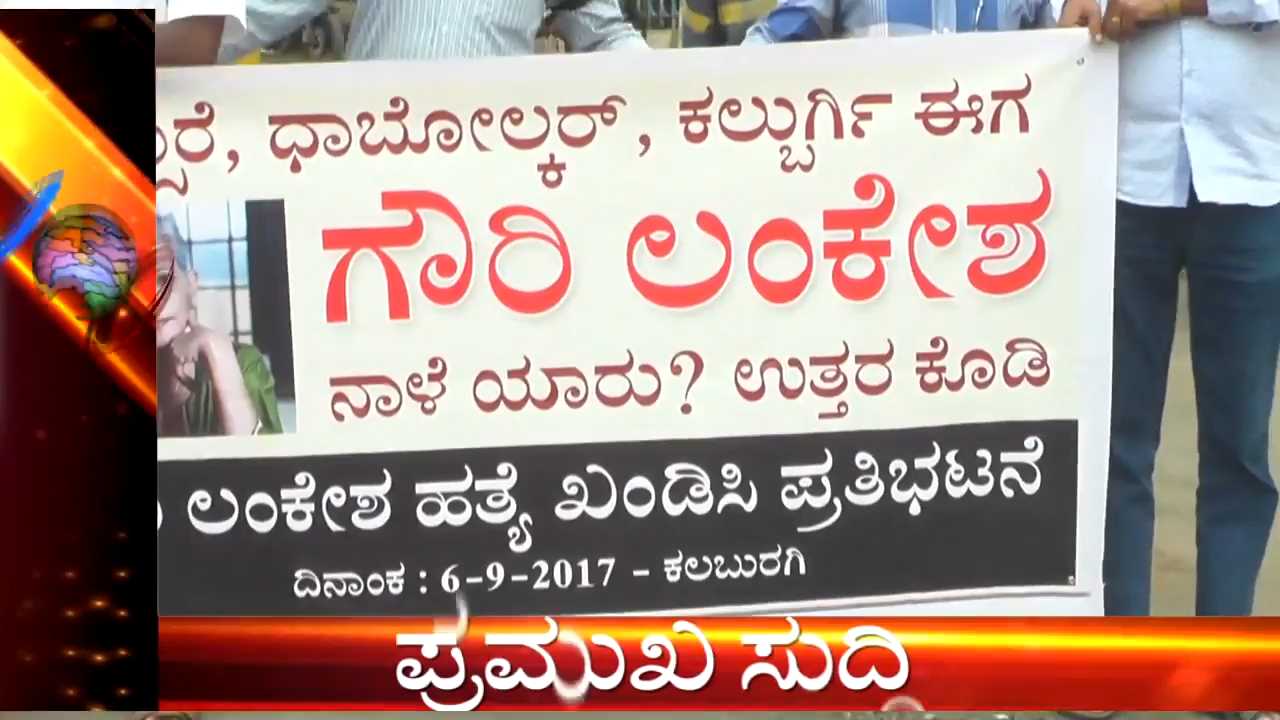 ಧಾಬೋಲ್ಕರ್, ಕಲ್ಬುರ್ಗಿ ಈಗ
ಗೌರಿ ಲಂಕೇಶ
ನಾಳೆ ಯಾರು? ಉತ್ತರ ಕೊಡಿ
ಲಂಕೇಶ ಹತ್ಯೆ ಖಂಡಿಸಿ ಪ್ರತಿಭಟನೆ
ದಿನಾಂಕ : 6-9-2017 - ಕಲಬುರಗಿ
ಪ್ರಮುಖ ಸುದ್ದಿ